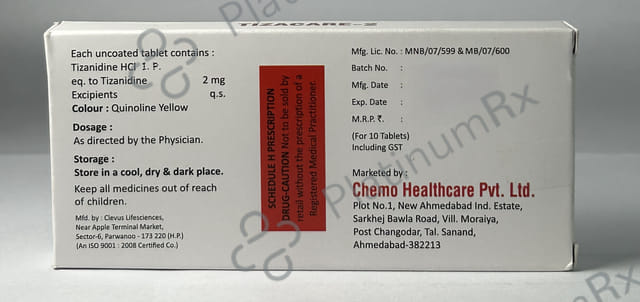 TIZACARE-2
Each uncoated tablet contains :
Tizanidine HCl I. P.
eq. to Tizanidine 2 mg
Excipients q.s.
Colour : Quinoline Yellow
Dosage :
As directed by the Physician.
Storage :
Store in a cool, dry & dark place.
Keep all medicines out of reach
of children.
Mfd. by : Clevus Lifesciences,
Near Apple Terminal Market,
Sector-6, Parwanoo - 173 220 (H.P.)
(An ISO 9001 : 2008 Certified Co.)
SCHEDULE H PRESCRIPTION
DRUG-CAUTION Not to be sold by
retail without the prescription of a
Registered Medical Practitioner.
Mfg. Lic. No. : MNB/07/599 & MB/07/600
Batch No. :
Mfg. Date :
Exp. Date :
M.R.P. ₹. :
(For 10 Tablets)
Including GST
Marketed by :
Chemo Healthcare Pvt. Ltd.
Plot No.1, New Ahmedabad Ind. Estate,
Sarkhej Bawla Road, Vill. Moraiya,
Post Changodar, Tal. Sanand,
Ahmedabad-382213
PlatinumRx